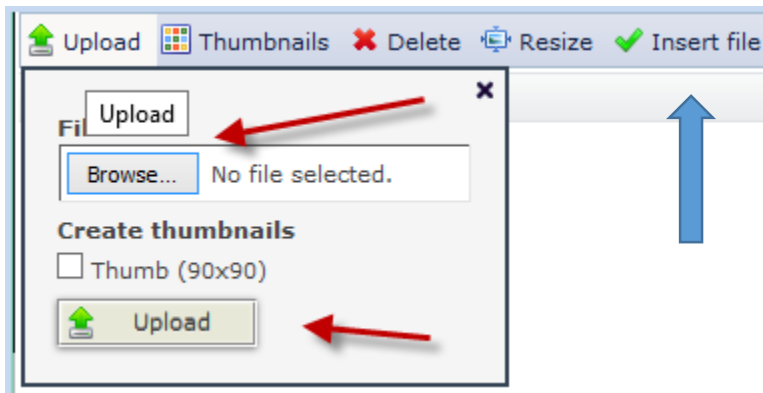 Upload Thumbnails Delete Resize Insert file
Upload
Browse... No file selected.
Create thumbnails
Thumb (90x90)
Upload